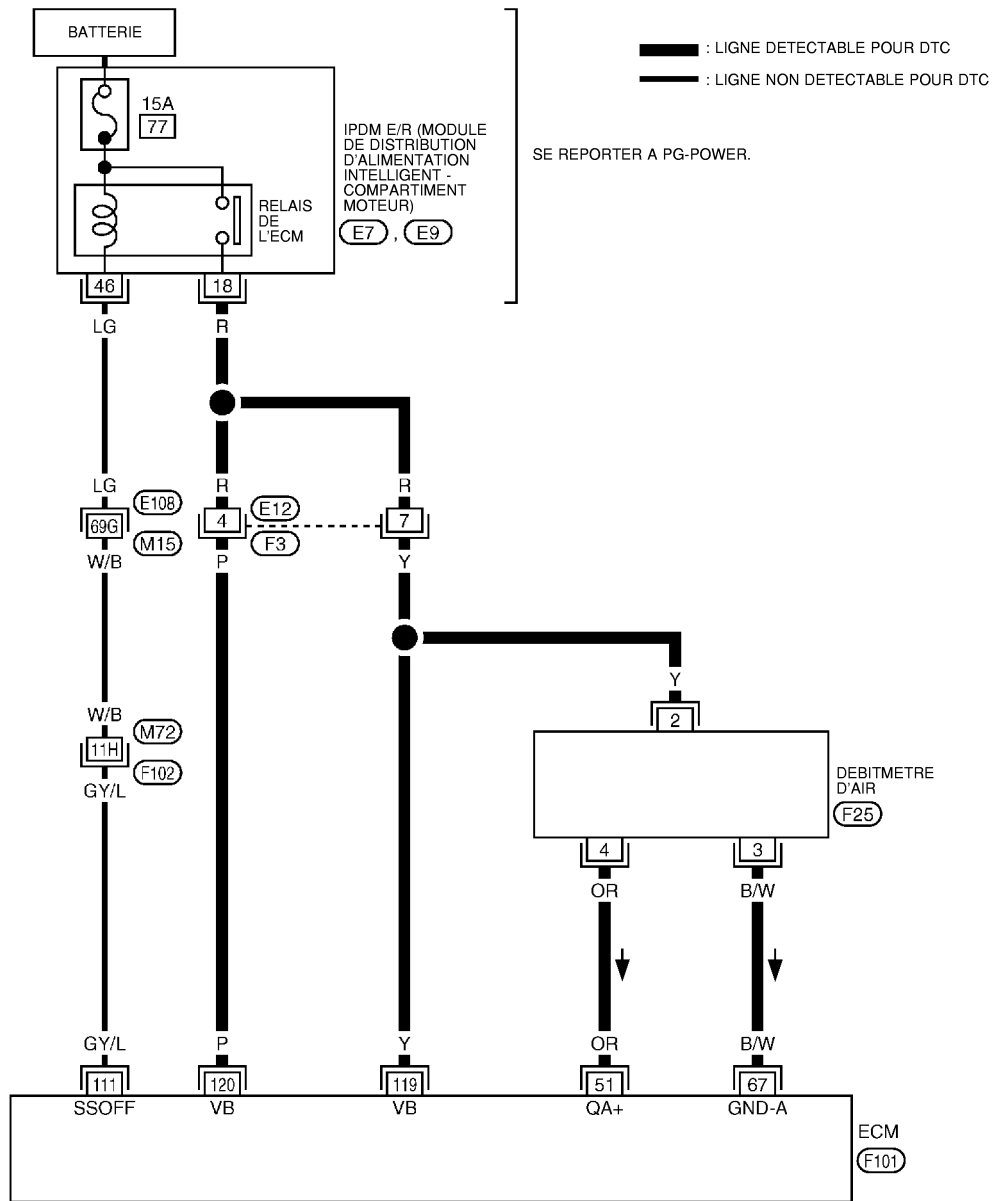 BATTERIE
: LIGNE DETECTABLE POUR DTC
: LIGNE NON DETECTABLE POUR DTC
15A
77
IPDM E/R (MODULE
DE DISTRIBUTION
D'ALIMENTATION
INTELLIGENT -
COMPARTIMENT
MOTEUR)
E7 , E9
SE REPORTER A PG-POWER.
RELAIS
DE
L'ECM
46 18
LG R
LG R R
69G E108 M15
4 E12 F3 7
W/B P Y
Y
2
W/B
11H M72 F102
GY/L
DEBITMETRE
D'AIR
F25
4 3
OR B/W
GY/L P Y OR B/W
111 120 119 51 67
SSOFF VB VB QA+ GND-A
ECM
F101